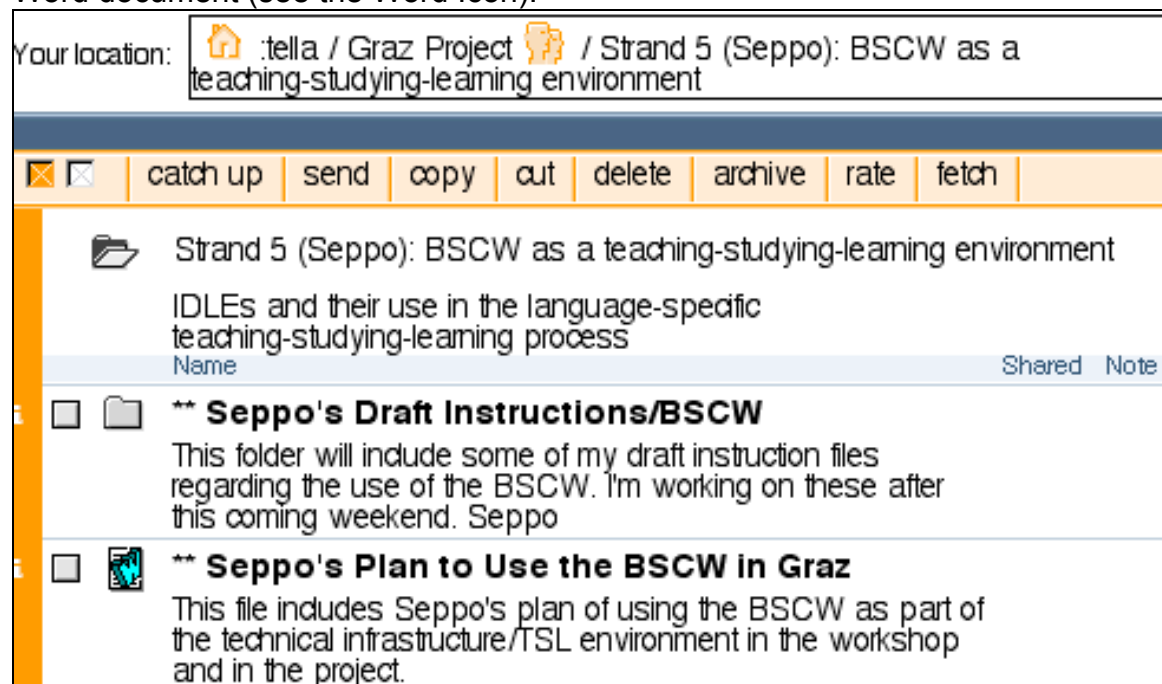 Word document (see the Word icon).
Your location: :tella / Graz Project / Strand 5 (Seppo): BSCW as a
teaching-studying-learning environment
catch up send copy cut delete archive rate fetch
Strand 5 (Seppo): BSCW as a teaching-studying-learning environment
IDLEs and their use in the language-specific
teaching-studying-learning process
Name Shared Note
** Seppo's Draft Instructions/BSCW
This folder will include some of my draft instruction files
regarding the use of the BSCW. I'm working on these after
this coming weekend. Seppo
** Seppo's Plan to Use the BSCW in Graz
This file includes Seppo's plan of using the BSCW as part of
the technical infrastucture/TSL environment in the workshop
and in the project.